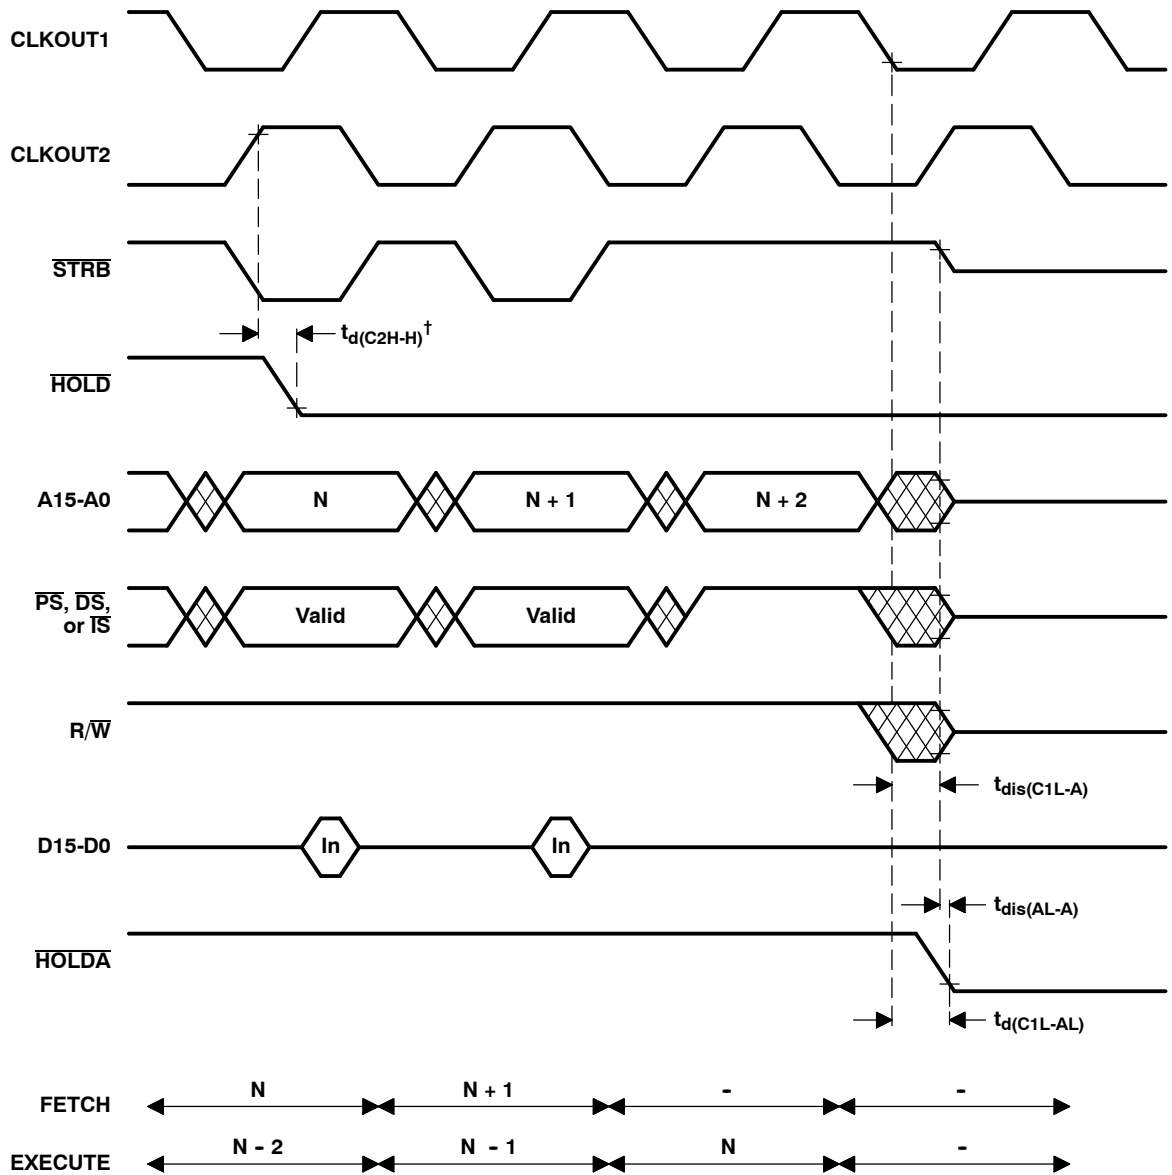 CLKOUT1
CLKOUT2
STRB
td(C2H-H)†
HOLD
A15-A0 N N + 1 N + 2
PS, DS,
or IS Valid Valid
R/W
tdis(C1L-A)
D15-D0 In In
tdis(AL-A)
HOLDA
td(C1L-AL)
FETCH N N + 1 - -
EXECUTE N - 2 N - 1 N -